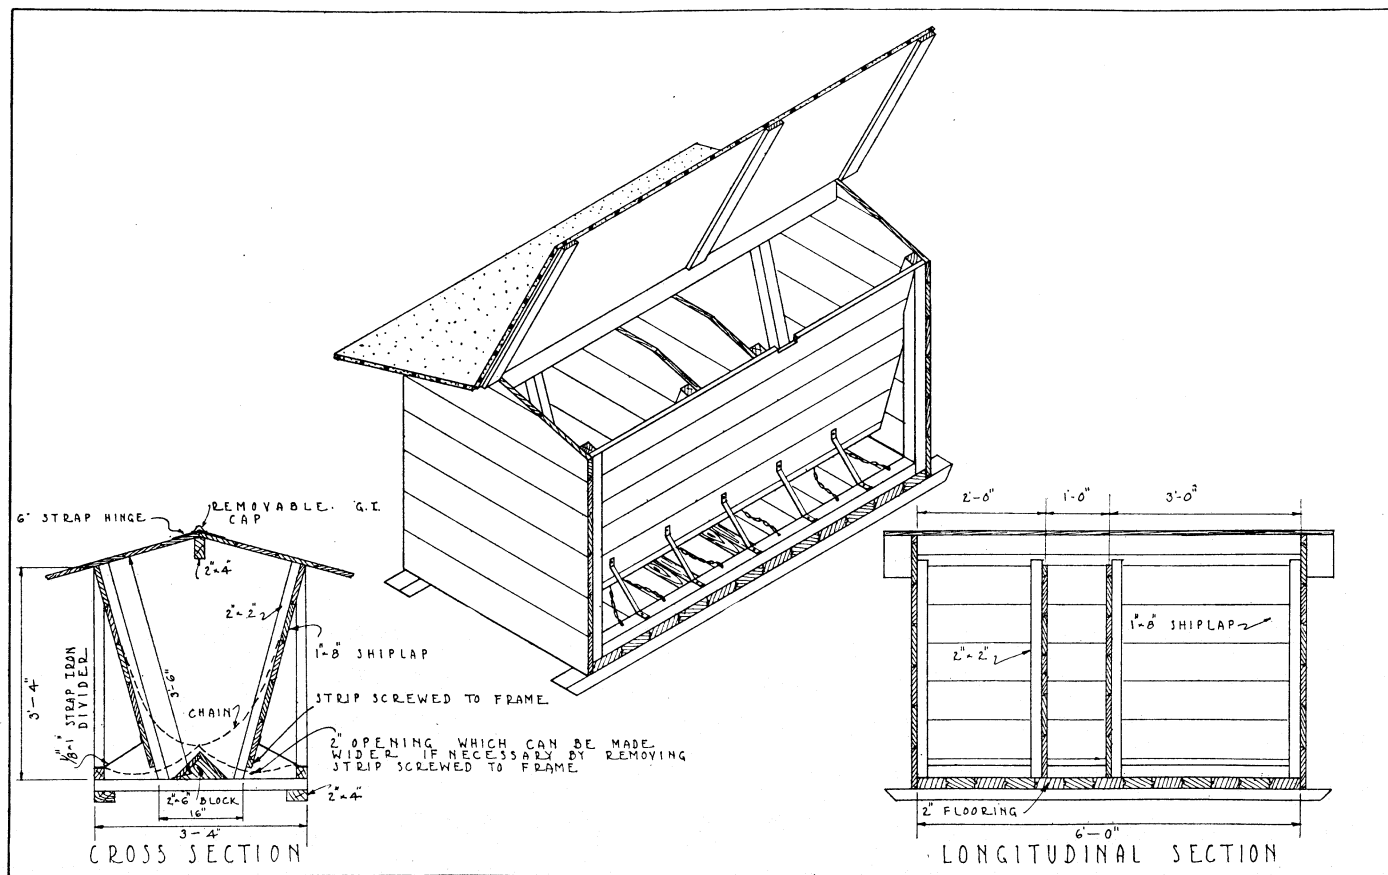 6" STRAP HINGE
REMOVABLE. G.I.
CAP
2"x4"
2"x2"
1"x8" SHIPLAP
3'-4"
1/8"x1" STRAP IRON
DIVIDER
3'-6"
CHAIN
STRIP SCREWED TO FRAME
2" OPENING WHICH CAN BE MADE
WIDER IF NECESSARY BY REMOVING
STRIP SCREWED TO FRAME
2"x6" BLOCK
16"
2"x4"
3-4"
CROSS SECTION
2'-0" 1'-0" 3'-0"
1"x8" SHIPLAP
2"x2"
2" FLOORING
6'-0"
LONGITUDINAL SECTION